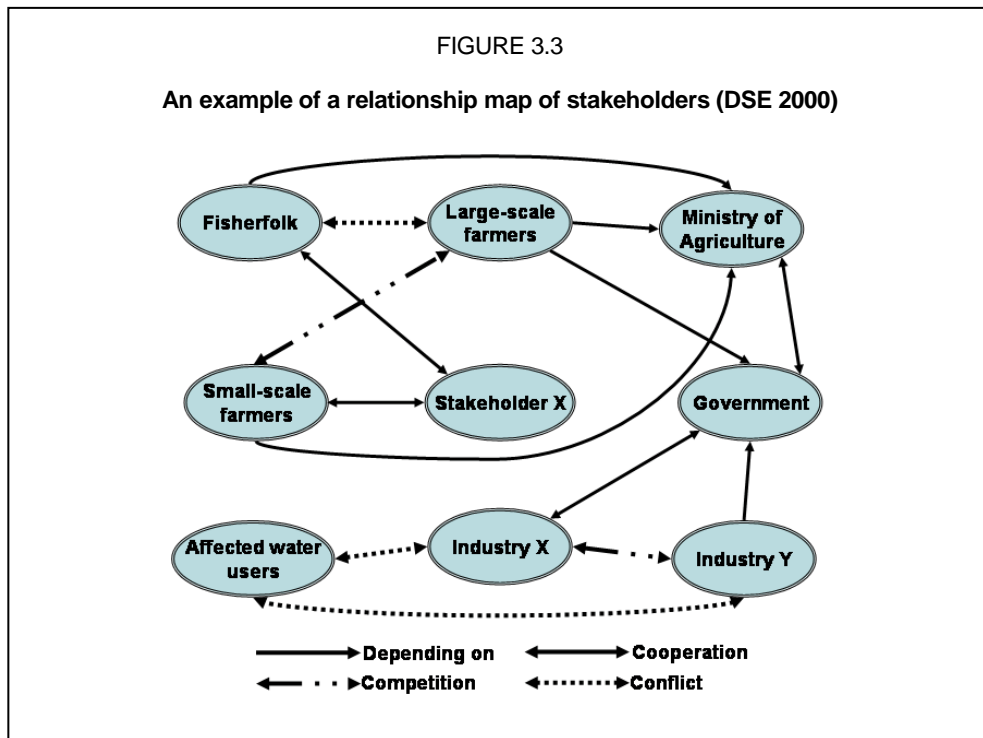 FIGURE 3.3
An example of a relationship map of stakeholders (DSE 2000)
Fisherfolk
Large-scale
farmers
Ministry of
Agriculture
Small-scale
farmers
Stakeholder X
Government
Affected water
users
Industry X
Industry Y
Depending on
Cooperation
Competition
Conflict